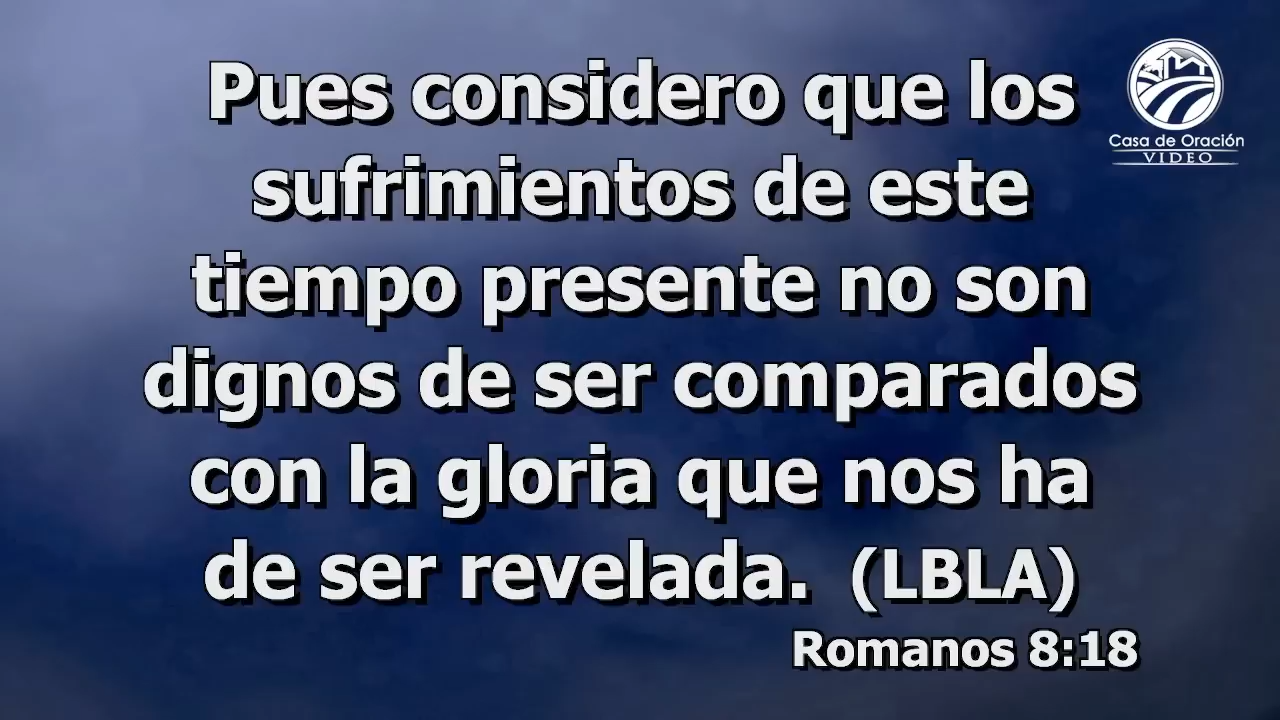 Pues considero que los
sufrimientos de este
tiempo presente no son
dignos de ser comparados
con la gloria que nos ha
de ser revelada.  (LBLA)
Romanos 8:18
Casa de Oración
VIDEO